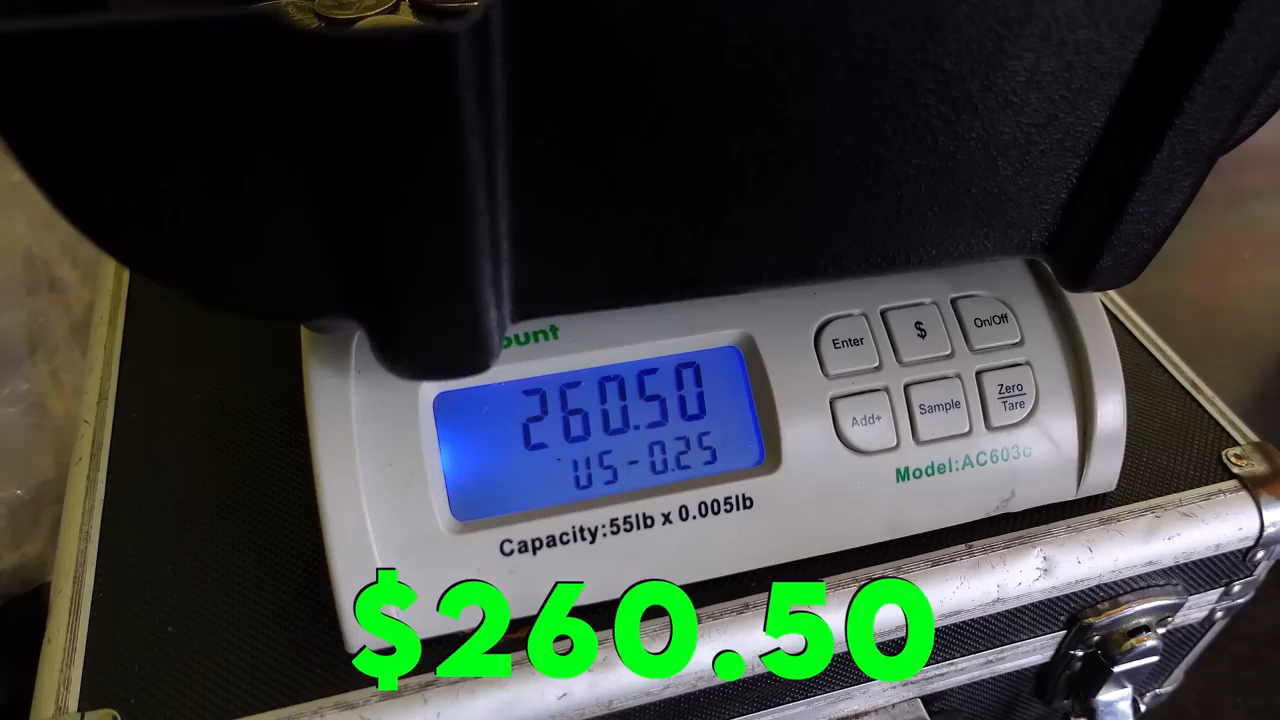 260.50
US-0.25
Capacity:55lb x 0.005lb
Enter
$
On/Off
Add+
Sample
Zero
Tare
Model:AC603c
$260.50